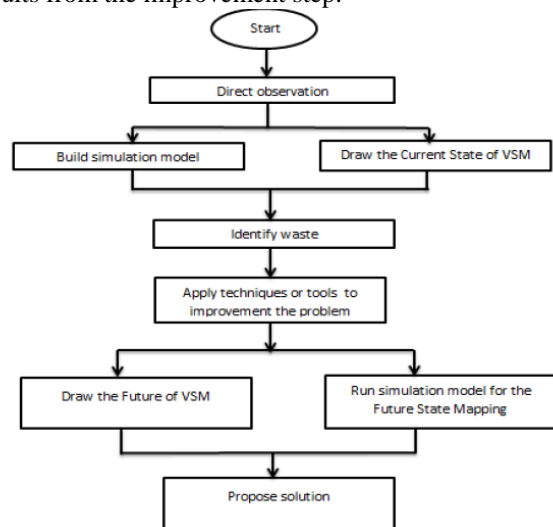 from the improvement step.
Start
Direct observation
Build simulation model
Draw the Current State of VSM
Identify waste
Apply techniques or tools to
improvement the problem
Draw the Future of VSM
Run simulation model for the
Future State Mapping
Propose solution